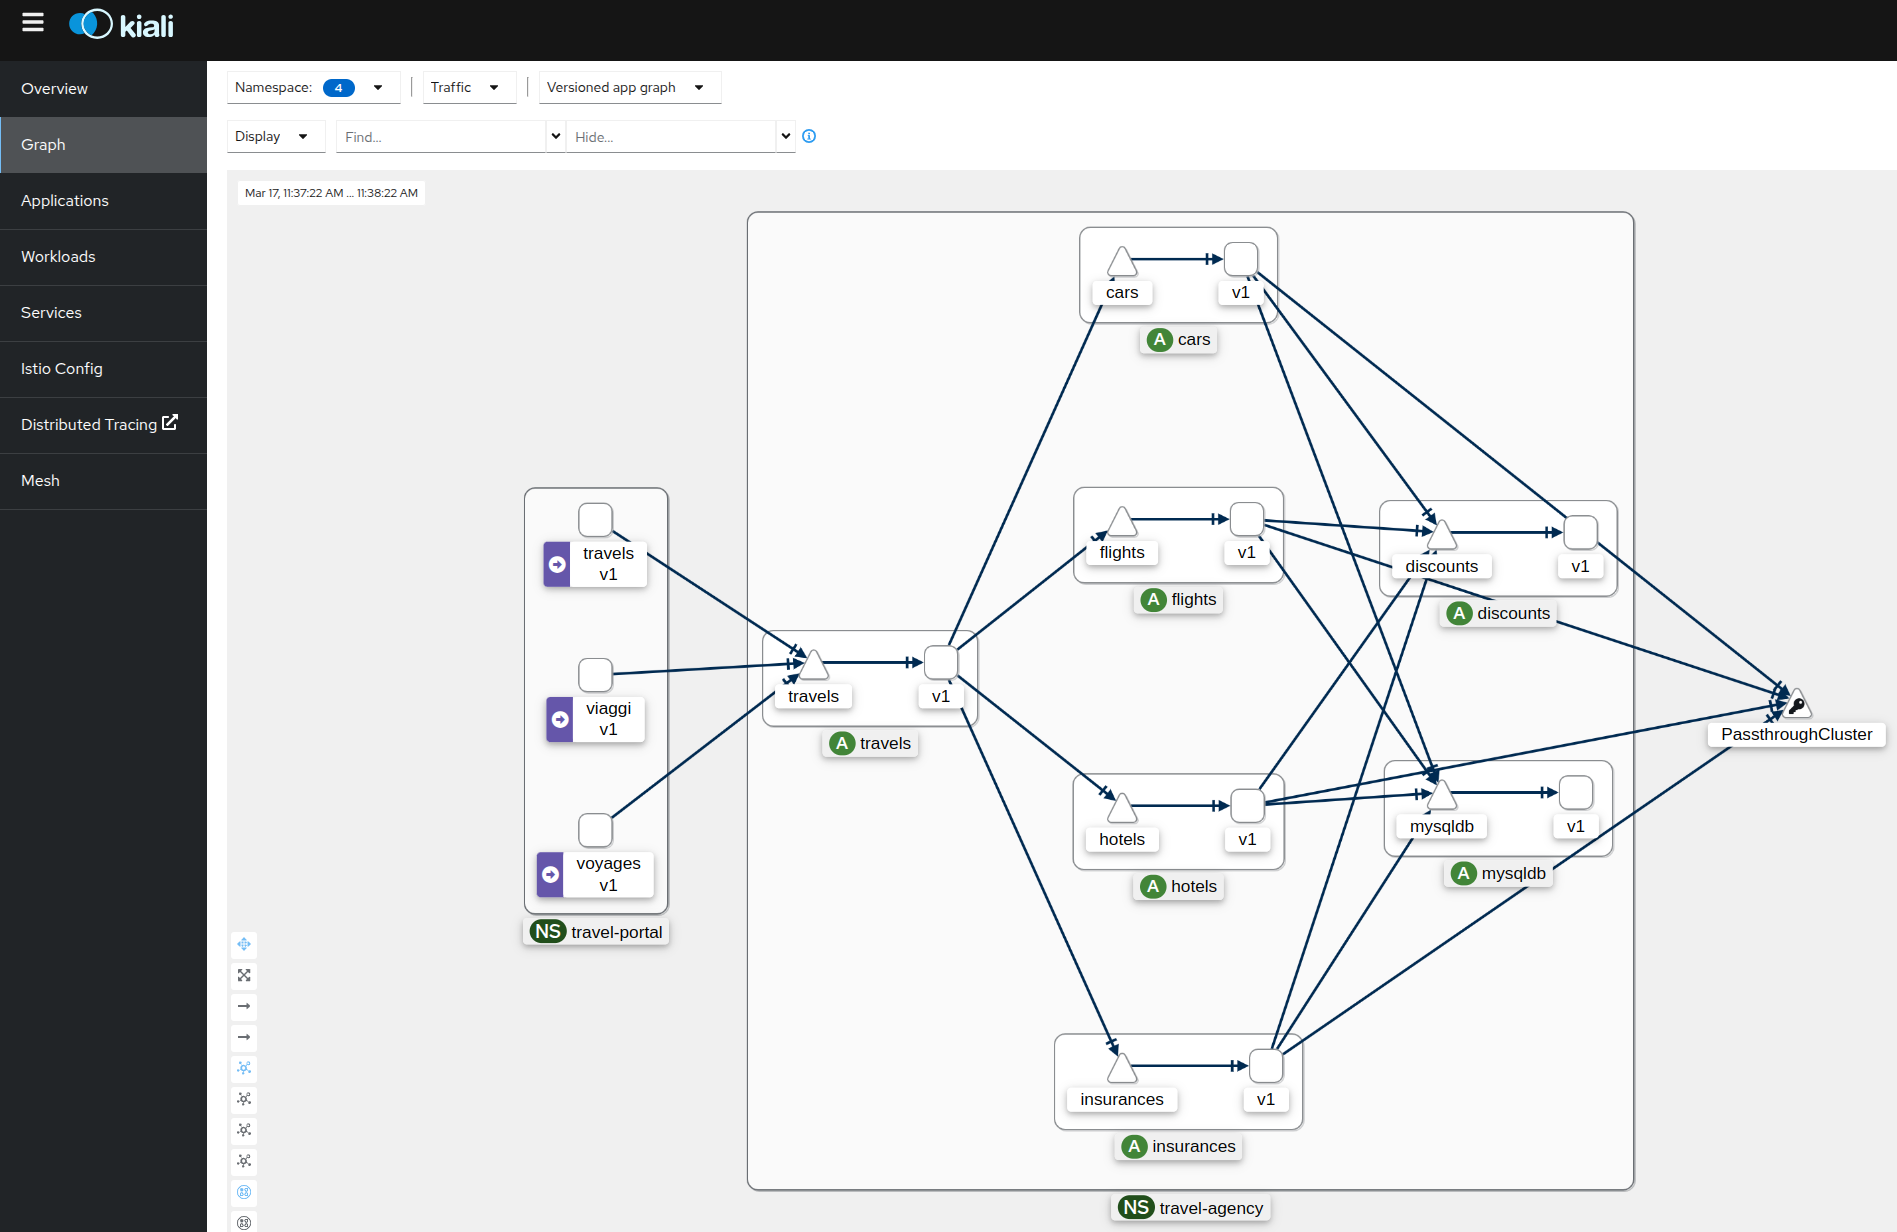 kiali
Overview
Graph
Applications
Workloads
Services
Istio Config
Distributed Tracing
Mesh
Namespace: 4
Traffic
Versioned app graph
Display
Find...
Hide...
Mar 17, 11:37:22 AM ... 11:38:22 AM
cars
v1
A cars
travels
v1
viaggi
v1
voyages
v1
NS travel-portal
travels
v1
A travels
flights
v1
A flights
discounts
v1
A discounts
hotels
v1
A hotels
mysqldb
v1
A mysqldb
PassthroughCluster
insurances
v1
A insurances
NS travel-agency